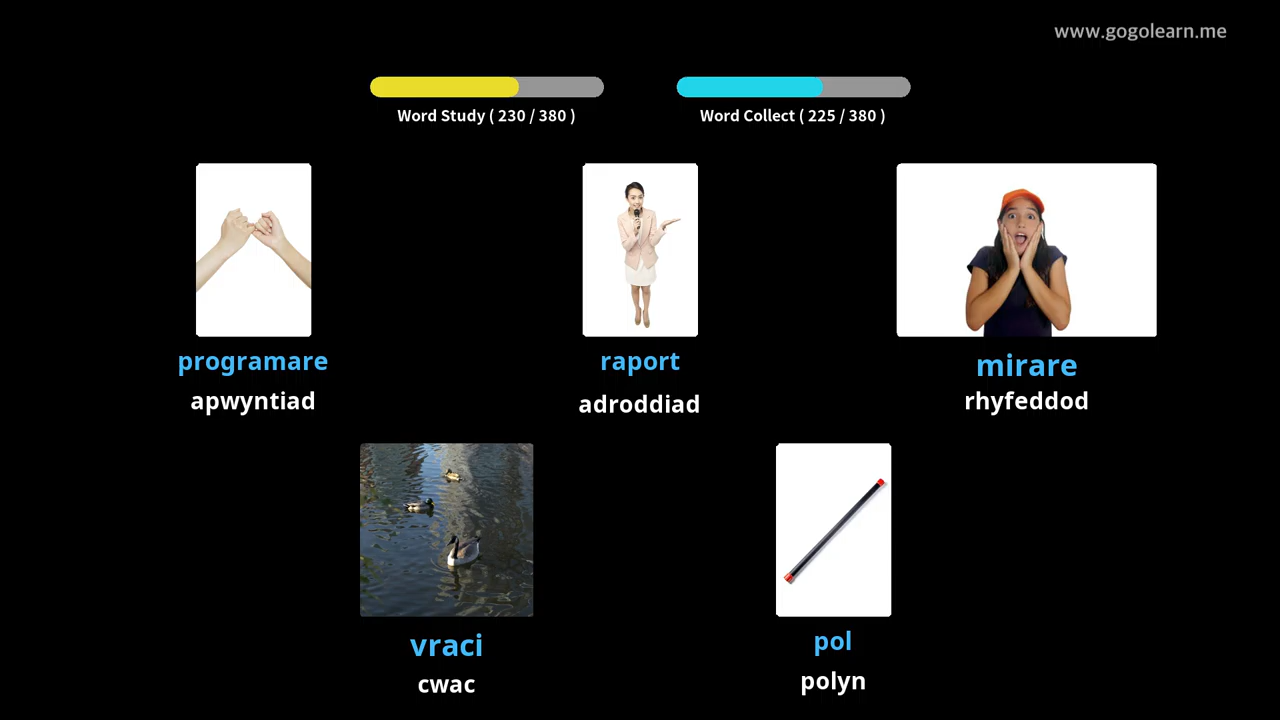 www.gogolearn.me
Word Study ( 230 / 380 )
Word Collect ( 225 / 380 )
programare
apwyntiad
raport
adroddiad
mirare
rhyfeddod
vraci
cwac
pol
polyn